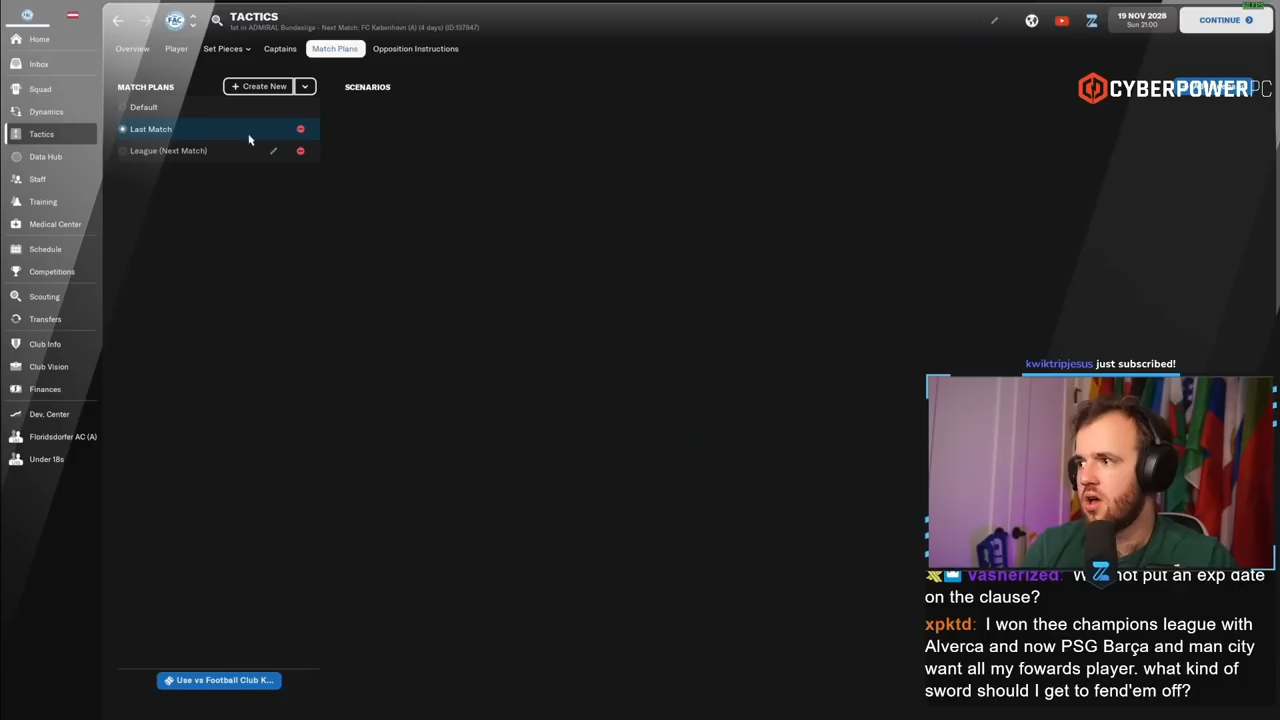 TACTICS
1st in ADMIRAL Bundesliga - Next Match, FC København (A) (4 days) (ID:137947)
19 NOV 2028
Sun 21:00
CONTINUE
Home
Inbox
Squad
Dynamics
Tactics
Data Hub
Staff
Training
Medical Center
Schedule
Competitions
Scouting
Transfers
Club Info
Club Vision
Finances
Dev. Center
Floridsdorfer AC (A)
Under 18s
Overview
Player
Set Pieces
Captains
Match Plans
Opposition Instructions
MATCH PLANS
Create New
SCENARIOS
Default
Last Match
League (Next Match)
Use vs Football Club K...
CYBERPOWERPC
kwiktripjesus just subscribed!
vasherized: not put an exp date
on the clause?
xpktd: I won thee champions league with
Alverca and now PSG Barça and man city
want all my fowards player. what kind of
sword should I get to fend'em off?